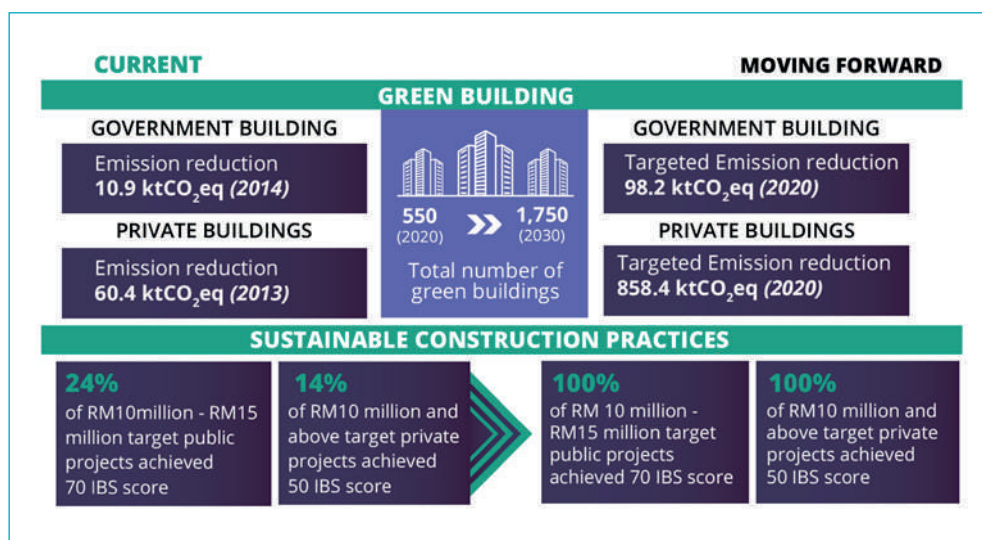 CURRENT
MOVING FORWARD
GREEN BUILDING
GOVERNMENT BUILDING
Emission reduction
10.9 ktCO₂eq (2014)
PRIVATE BUILDINGS
Emission reduction
60.4 ktCO₂eq (2013)
550 >> 1,750
(2020) (2030)
Total number of
green buildings
GOVERNMENT BUILDING
Targeted Emission reduction
98.2 ktCO₂eq (2020)
PRIVATE BUILDINGS
Targeted Emission reduction
858.4 ktCO₂eq (2020)
SUSTAINABLE CONSTRUCTION PRACTICES
24%
of RM10million - RM15
million target public
projects achieved
70 IBS score
14%
of RM10 million and
above target private
projects achieved
50 IBS score
100%
of RM 10 million -
RM15 million target
public projects
achieved 70 IBS score
100%
of RM10 million and
above target private
projects achieved
50 IBS score